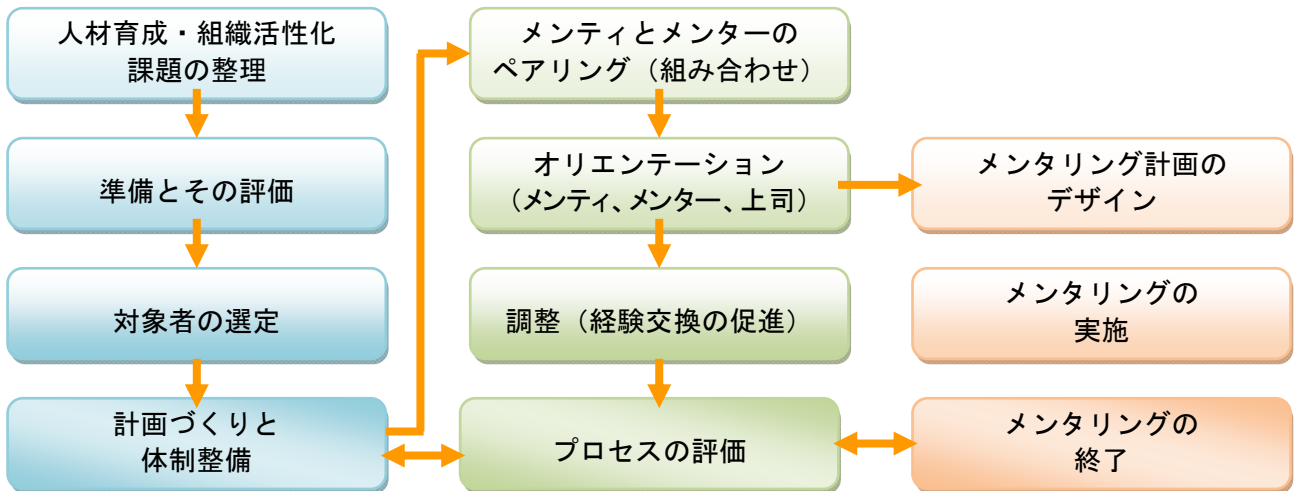 人材育成・組織活性化
課題の整理
準備とその評価
対象者の選定
計画づくりと
体制整備
メンティとメンターの
ペアリング（組み合わせ）
オリエンテーション
（メンティ、メンター、上司）
調整（経験交換の促進）
プロセスの評価
メンタリング計画の
デザイン
メンタリングの
実施
メンタリングの
終了